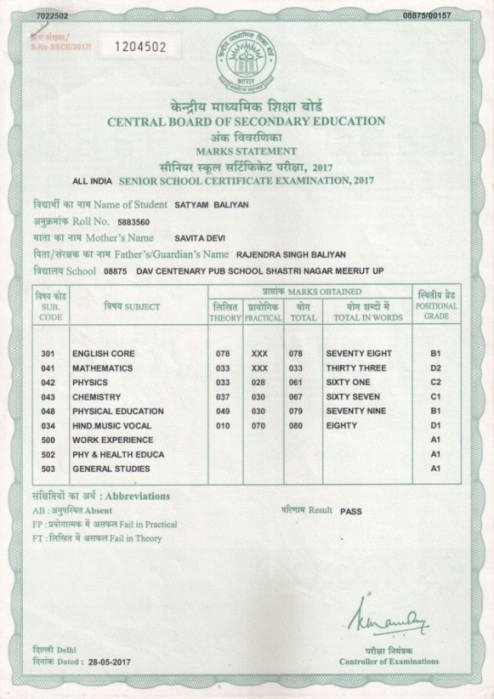 7022502 08875/00157
क्रम संख्या/
S.No.SSCE/2017/ 1204502
भारत
केन्द्रीय माध्यमिक शिक्षा बोर्ड
CENTRAL BOARD OF SECONDARY EDUCATION
अंक विवरणिका
MARKS STATEMENT
सीनियर स्कूल सर्टिफिकेट परीक्षा, 2017
ALL INDIA SENIOR SCHOOL CERTIFICATE EXAMINATION, 2017
विद्यार्थी का नाम Name of Student SATYAM BALIYAN
अनुक्रमांक Roll No. 5883560
माता का नाम Mother's Name SAVITA DEVI
पिता/संरक्षक का नाम Father's/Guardian's Name RAJENDRA SINGH BALIYAN
विद्यालय School 08875 DAV CENTENARY PUB SCHOOL SHASTRI NAGAR MEERUT UP
विषय कोड SUB. CODE विषय SUBJECT प्राप्तांक MARKS OBTAINED स्थितीय ग्रेड POSITIONAL GRADE
लिखित THEORY प्रायोगिक PRACTICAL योग TOTAL योग शब्दों में TOTAL IN WORDS
301 ENGLISH CORE 078 XXX 078 SEVENTY EIGHT B1
041 MATHEMATICS 033 XXX 033 THIRTY THREE D2
042 PHYSICS 033 028 061 SIXTY ONE C2
043 CHEMISTRY 037 030 067 SIXTY SEVEN C1
048 PHYSICAL EDUCATION 049 030 079 SEVENTY NINE B1
034 HIND.MUSIC VOCAL 010 070 080 EIGHTY D1
500 WORK EXPERIENCE A1
502 PHY & HEALTH EDUCA A1
503 GENERAL STUDIES A1
संक्षिप्तियों का अर्थ : Abbreviations
AB : अनुपस्थित Absent परिणाम Result PASS
FP : प्रयोगात्मक में असफल Fail in Practical
FT : लिखित में असफल Fail in Theory
दिल्ली Delhi परीक्षा नियंत्रक
दिनांक Dated : 28-05-2017 Controller of Examinations